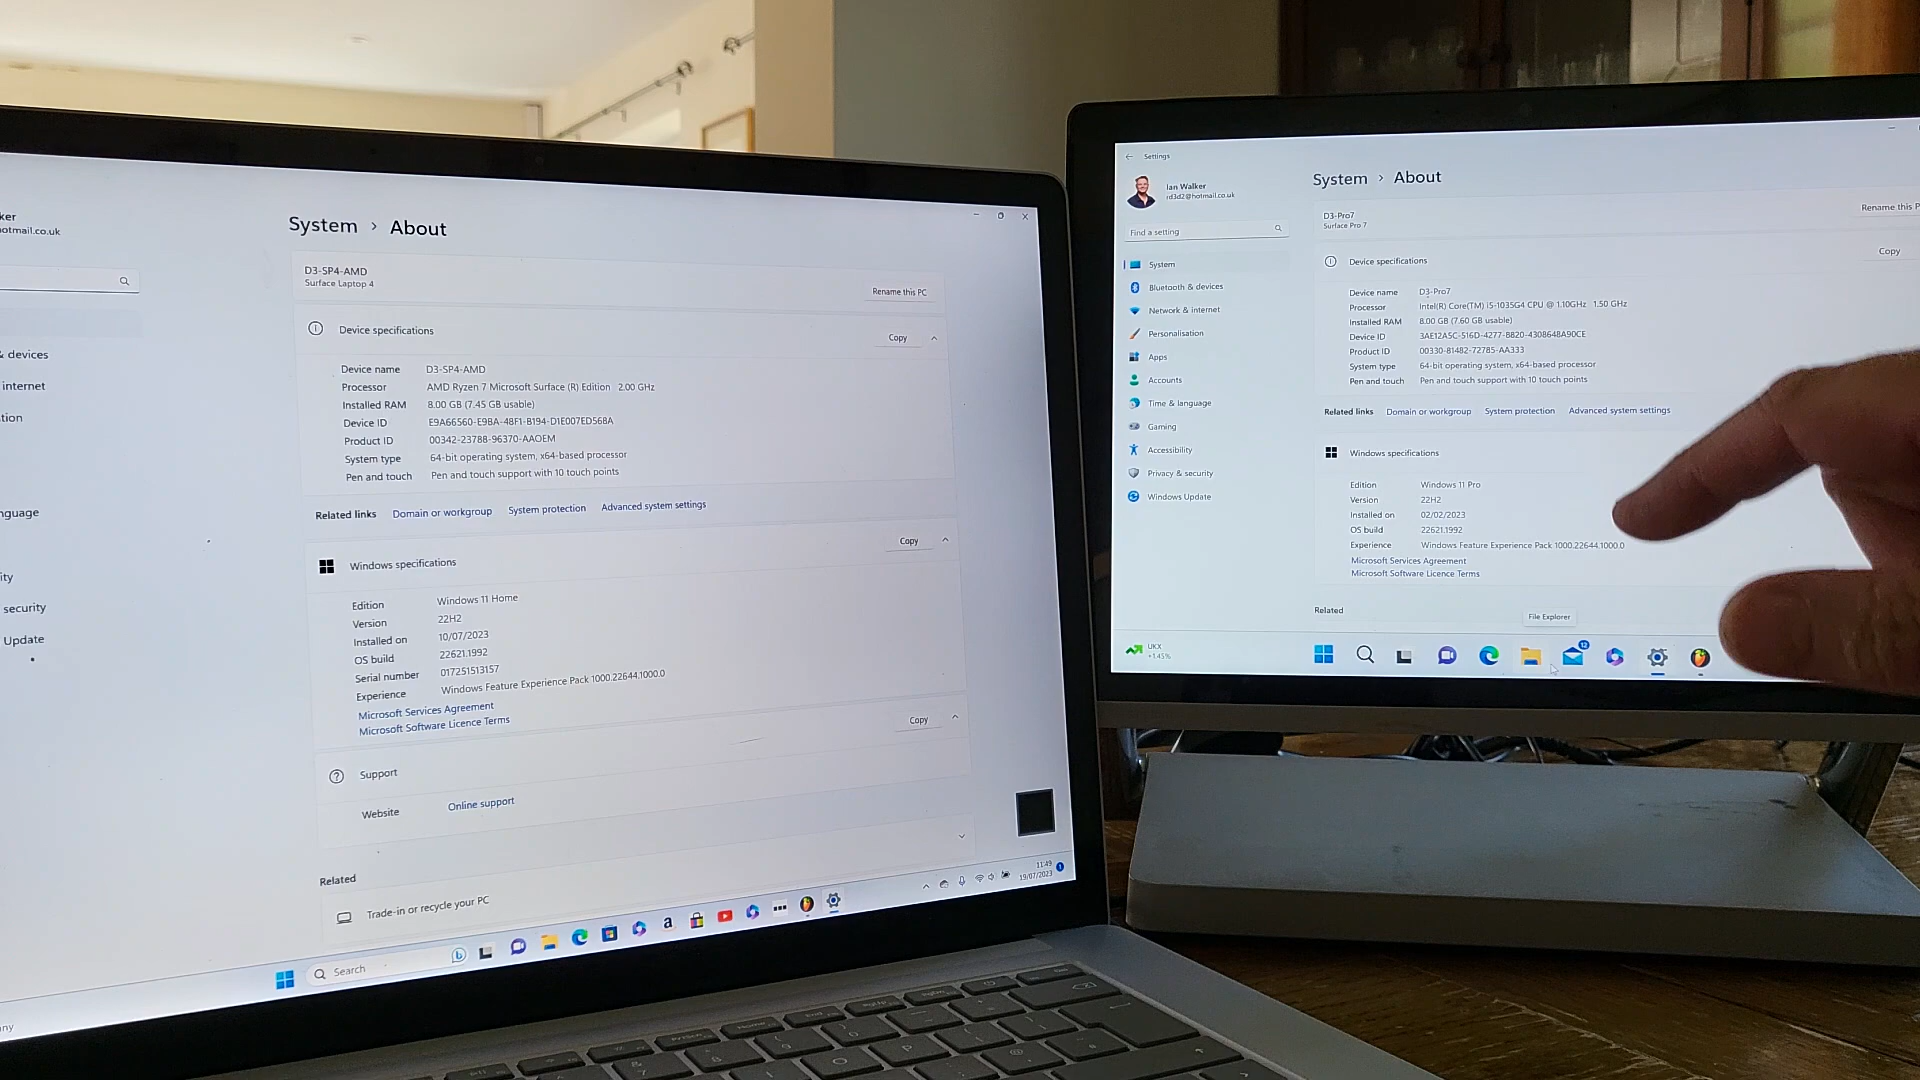 ker
otmail.co.uk
& devices
internet
tion
nguage
ity
security
Update
ny
System > About
D3-SP4-AMD
Surface Laptop 4
Rename this PC
Device specifications
Copy
Device name D3-SP4-AMD
Processor AMD Ryzen 7 Microsoft Surface (R) Edition 2.00 GHz
Installed RAM 8.00 GB (7.45 GB usable)
Device ID E9A66560-E9BA-48F1-B194-D1E007ED568A
Product ID 00342-23788-96370-AAOEM
System type 64-bit operating system, x64-based processor
Pen and touch Pen and touch support with 10 touch points
Related links Domain or workgroup System protection Advanced system settings
Windows specifications
Copy
Edition Windows 11 Home
Version 22H2
Installed on 10/07/2023
OS build 22621.1992
Serial number 017251513157
Experience Windows Feature Experience Pack 1000.22644.1000.0
Microsoft Services Agreement
Microsoft Software Licence Terms
Copy
Support
Website Online support
Related
Trade-in or recycle your PC
Search
11:49
19/07/2023
Settings
Ian Walker
rd3d2@hotmail.co.uk
Find a setting
System
Bluetooth & devices
Network & internet
Personalisation
Apps
Accounts
Time & language
Gaming
Accessibility
Privacy & security
Windows Update
UKX
+1.45%
System > About
D3-Pro7
Surface Pro 7
Rename this P
Device specifications
Copy
Device name D3-Pro7
Processor Intel(R) Core(TM) i5-1035G4 CPU @ 1.10GHz 1.50 GHz
Installed RAM 8.00 GB (7.60 GB usable)
Device ID 3AE12A5C-516D-4277-B820-4308648A90CE
Product ID 00330-81482-72785-AA333
System type 64-bit operating system, x64-based processor
Pen and touch Pen and touch support with 10 touch points
Related links Domain or workgroup System protection Advanced system settings
Windows specifications
Edition Windows 11 Pro
Version 22H2
Installed on 02/02/2023
OS build 22621.1992
Experience Windows Feature Experience Pack 1000.22644.1000.0
Microsoft Services Agreement
Microsoft Software Licence Terms
Related
File Explorer